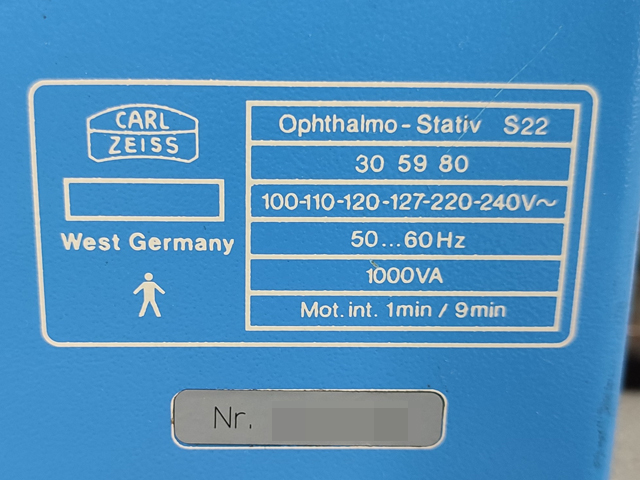 CARL
ZEISS
West Germany
Ophthalmo - Stativ S22
30 59 80
100-110-120-127-220-240V~
50...60Hz
1000VA
Mot. int. 1min / 9min
Nr.